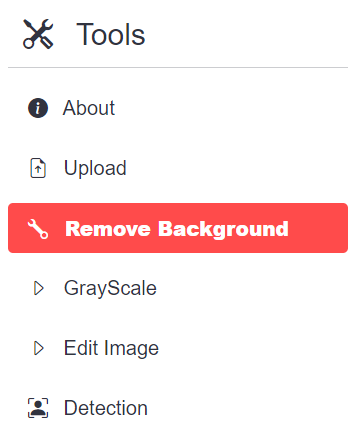 Tools
About
Upload
Remove Background
GrayScale
Edit Image
Detection